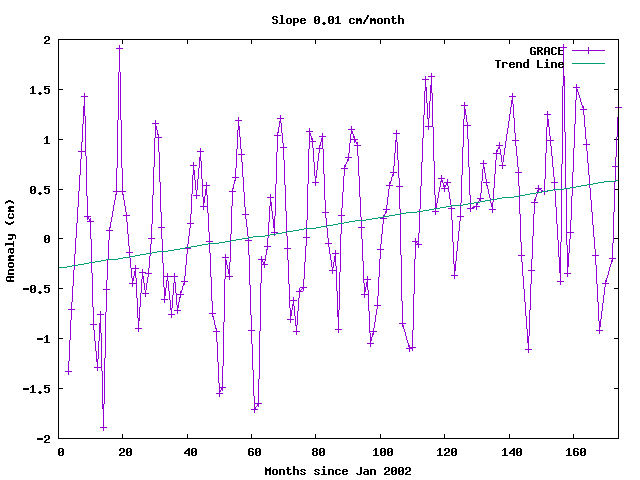 Slope 0.01 cm/month
GRACE
Trend Line
2
1.5
1
0.5
0
-0.5
-1
-1.5
-2
Anomaly (cm)
0 20 40 60 80 100 120 140 160
Months since Jan 2002